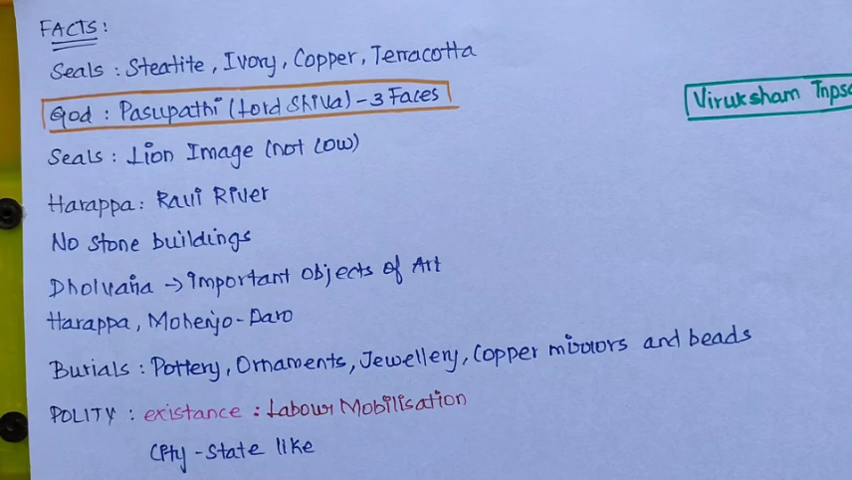 FACTS:
Seals : Steatite, Ivory, Copper, Terracotta
God : Pasupathi (Lord Shiva) - 3 Faces
Viruksham Tnpsc
Seals : Lion Image (not cow)
Harappa: Ravi River
No stone buildings
Dholvaria → Important objects of Art
Harappa, Mohenjo-Daro
Burials : Pottery, Ornaments, Jewellery, Copper mirrors and beads
POLITY : existance : Labour Mobilisation
City - state like